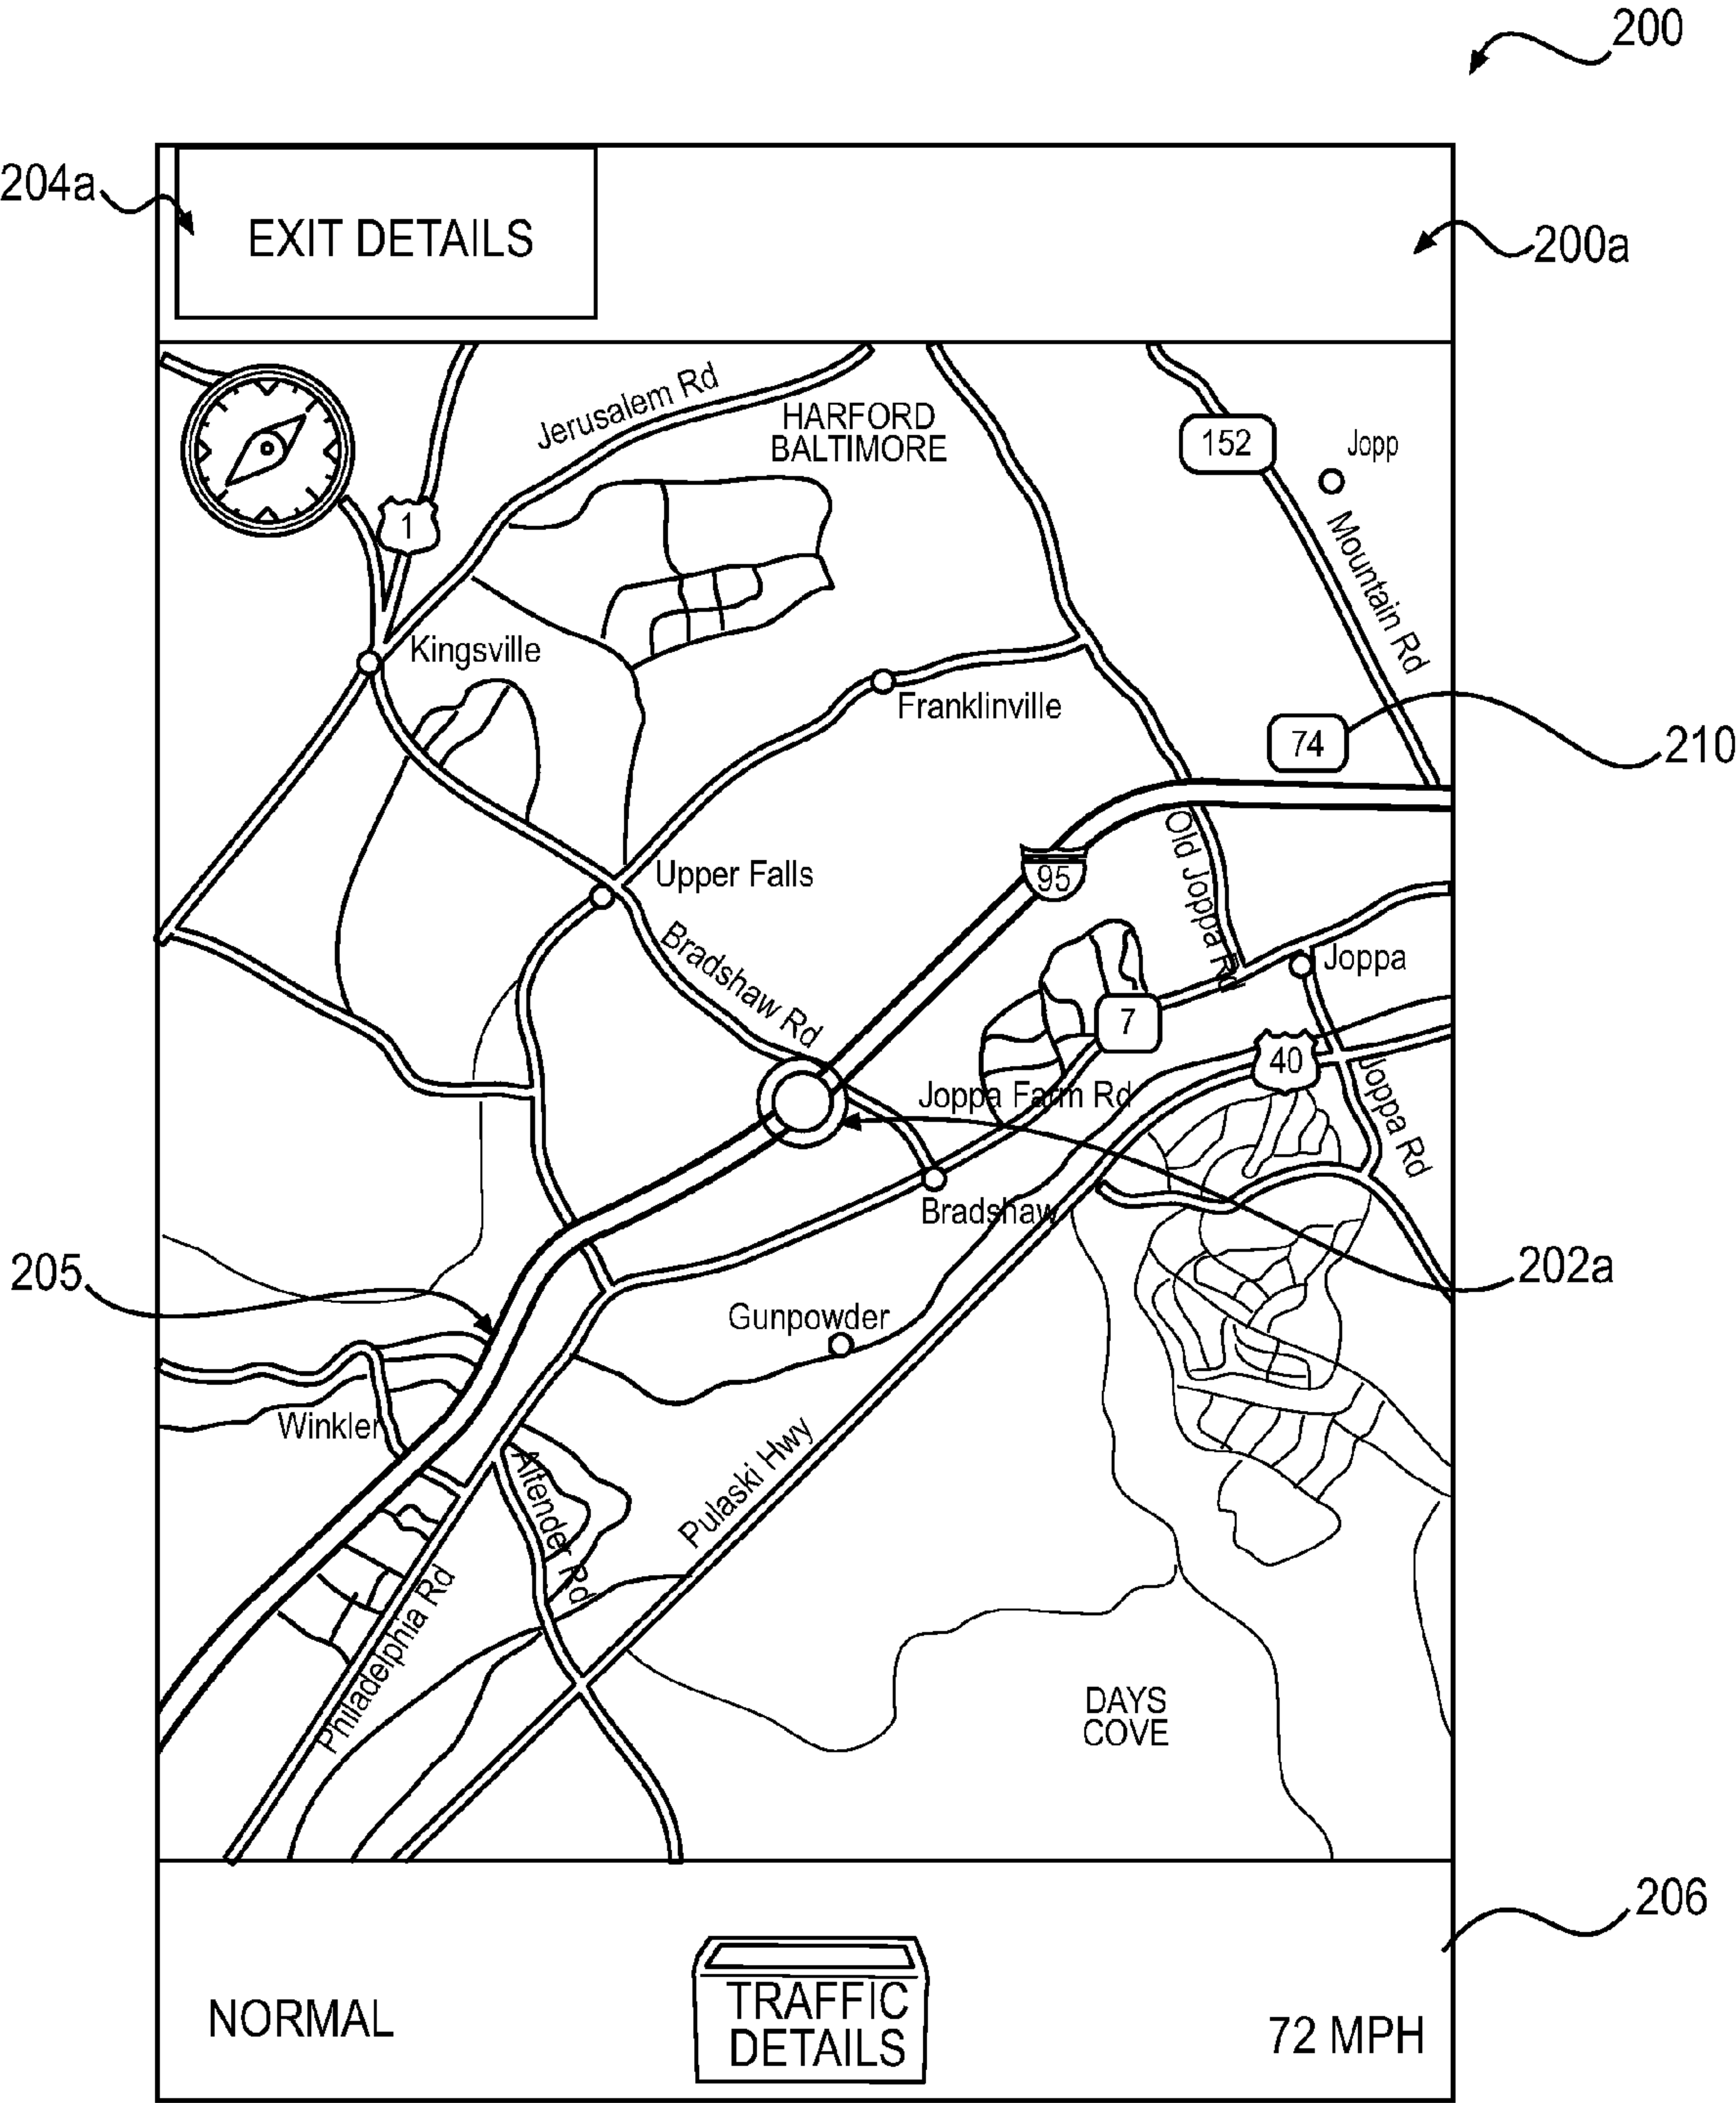 200
204a
EXIT DETAILS
200a
Jerusalem Rd
HARFORD
BALTIMORE
152
Jopp
1
Mountain Rd
Kingsville
Franklinville
74
210
Upper Falls
95
Old Joppa Rd
Bradshaw Rd
Joppa
7
40
Joppa Farm Rd
Joppa Rd
Bradshaw
205
202a
Gunpowder
Winkler
Pulaski Hwy
Allender Rd
Philadelphia Rd
DAYS
COVE
206
NORMAL
TRAFFIC
DETAILS
72 MPH